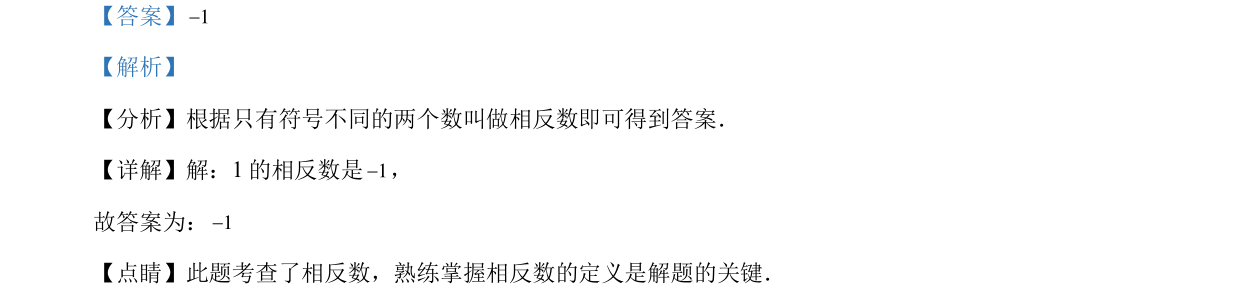 【答案】-1
【解析】
【分析】根据只有符号不同的两个数叫做相反数即可得到答案．
【详解】解：1 的相反数是-1，
故答案为：-1
【点睛】此题考查了相反数，熟练掌握相反数的定义是解题的关键．